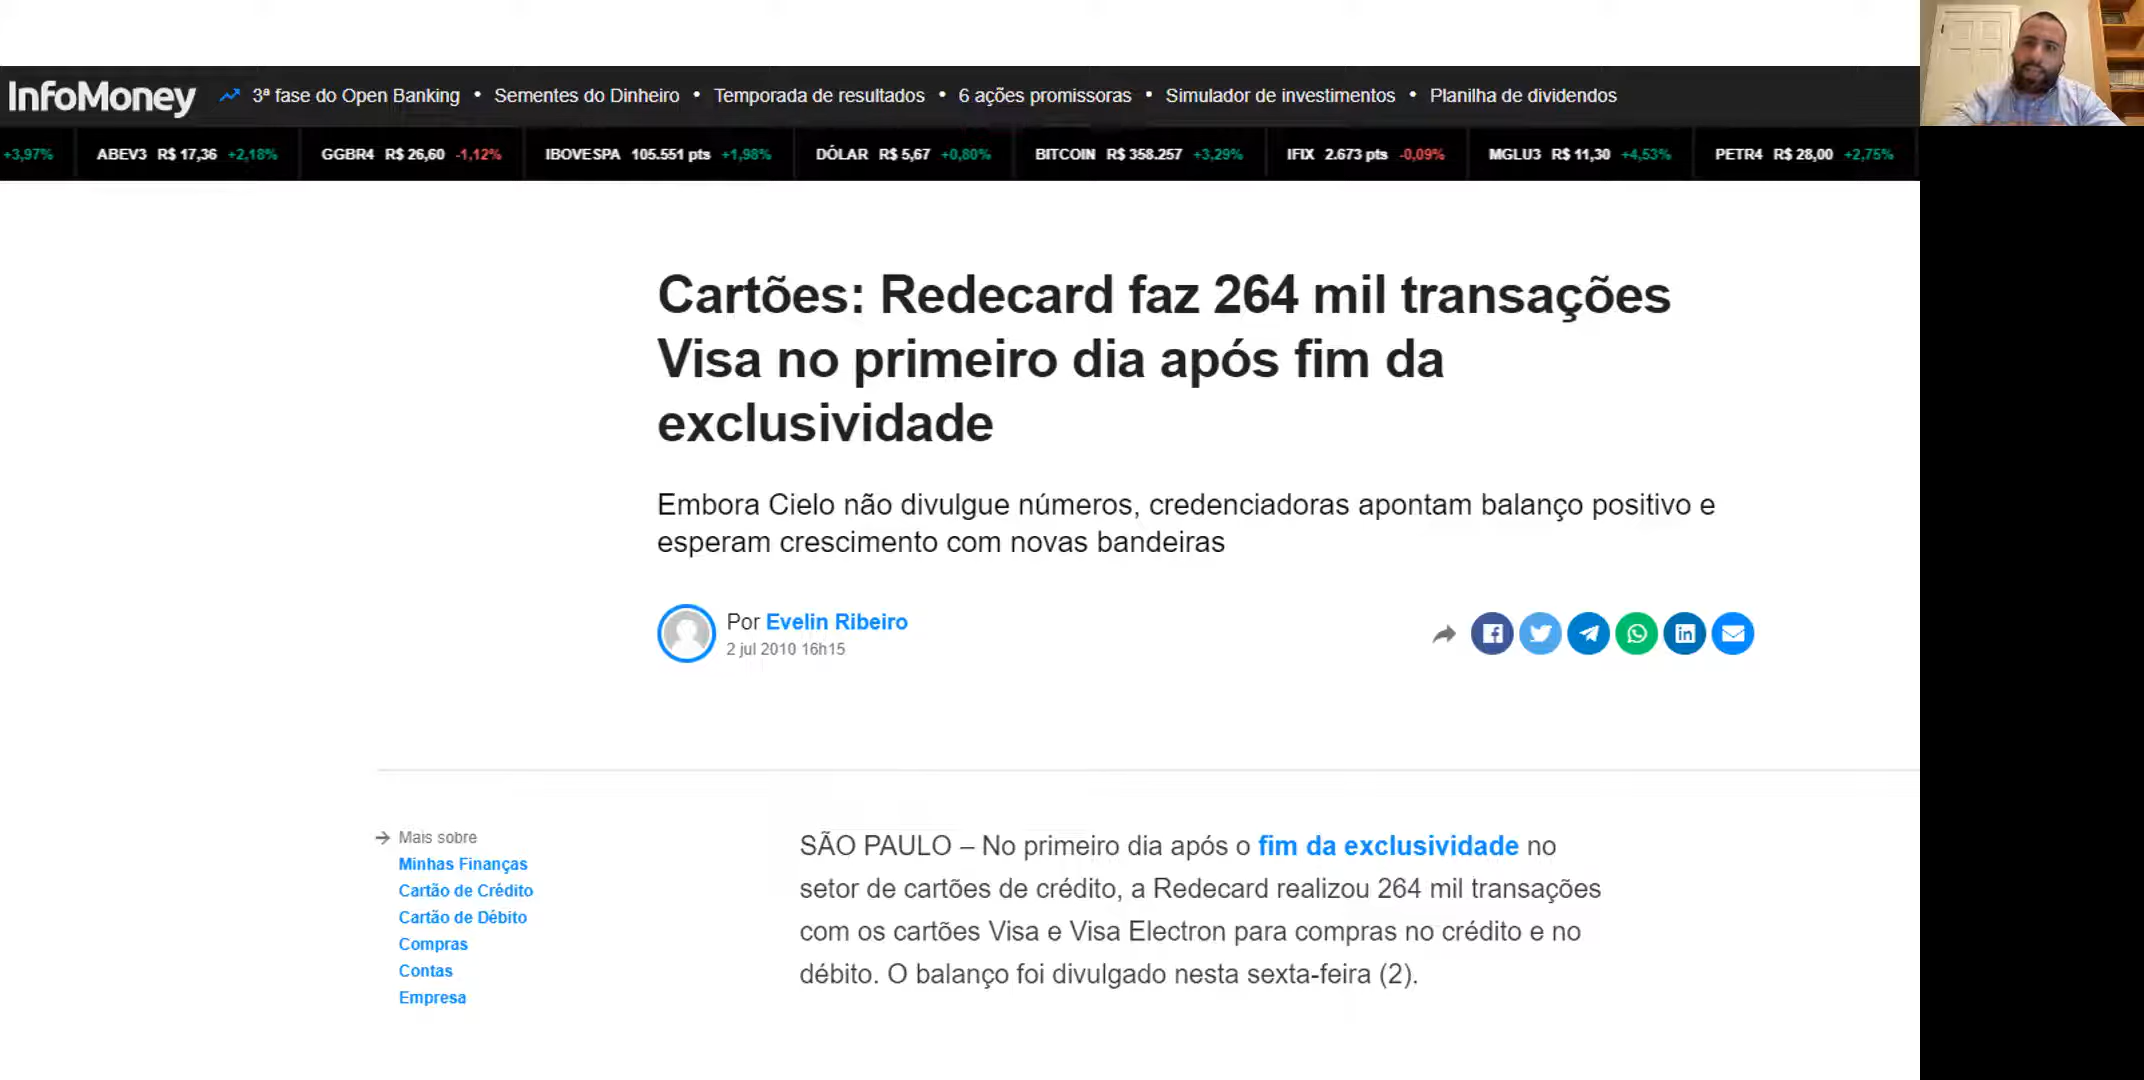 InfoMoney 3ª fase do Open Banking • Sementes do Dinheiro • Temporada de resultados • 6 ações promissoras • Simulador de investimentos • Planilha de dividendos
+3,97% ABEV3 R$ 17,36 +2,18% GGBR4 R$ 26,60 -1,12% IBOVESPA 105.551 pts +1,98% DÓLAR R$ 5,67 +0,80% BITCOIN R$ 358.257 +3,29% IFIX 2.673 pts -0,09% MGLU3 R$ 11,30 +4,53% PETR4 R$ 28,00 +2,75%
Cartões: Redecard faz 264 mil transações
Visa no primeiro dia após fim da
exclusividade
Embora Cielo não divulgue números, credenciadoras apontam balanço positivo e
esperam crescimento com novas bandeiras
Por Evelin Ribeiro
2 jul 2010 16h15
Mais sobre
Minhas Finanças
Cartão de Crédito
Cartão de Débito
Compras
Contas
Empresa
SÃO PAULO – No primeiro dia após o fim da exclusividade no
setor de cartões de crédito, a Redecard realizou 264 mil transações
com os cartões Visa e Visa Electron para compras no crédito e no
débito. O balanço foi divulgado nesta sexta-feira (2).